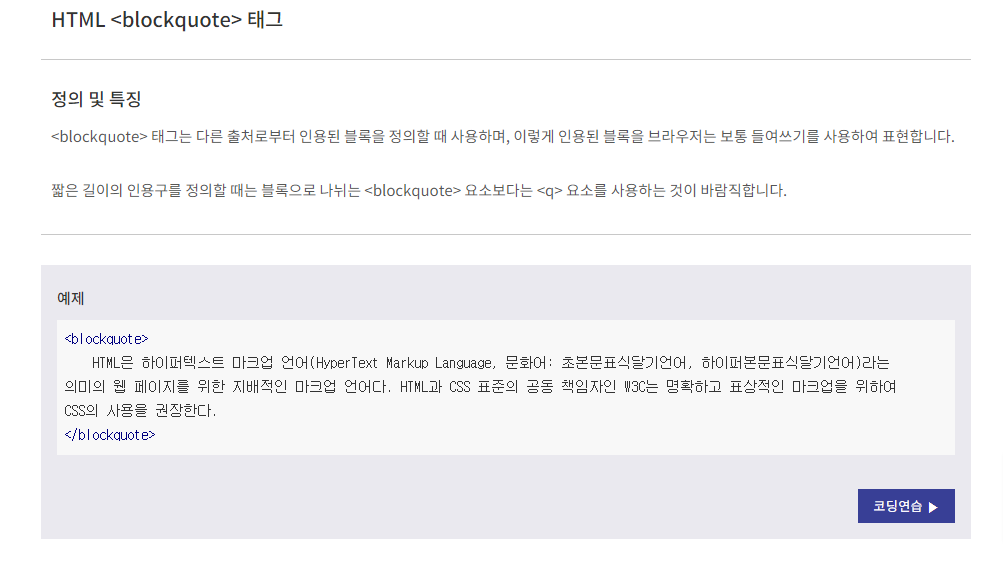 HTML <blockquote> 태그
정의 및 특징
<blockquote> 태그는 다른 출처로부터 인용된 블록을 정의할 때 사용하며, 이렇게 인용된 블록을 브라우저는 보통 들여쓰기를 사용하여 표현합니다.
짧은 길이의 인용구를 정의할 때는 블록으로 나뉘는 <blockquote> 요소보다는 <q> 요소를 사용하는 것이 바람직합니다.
예제
<blockquote>
HTML은 하이퍼텍스트 마크업 언어(HyperText Markup Language, 문화어: 초본문표식달기언어, 하이퍼본문표식달기언어)라는
의미의 웹 페이지를 위한 지배적인 마크업 언어다. HTML과 CSS 표준의 공동 책임자인 W3C는 명확하고 표상적인 마크업을 위하여
CSS의 사용을 권장한다.
</blockquote>
코딩연습 ▶